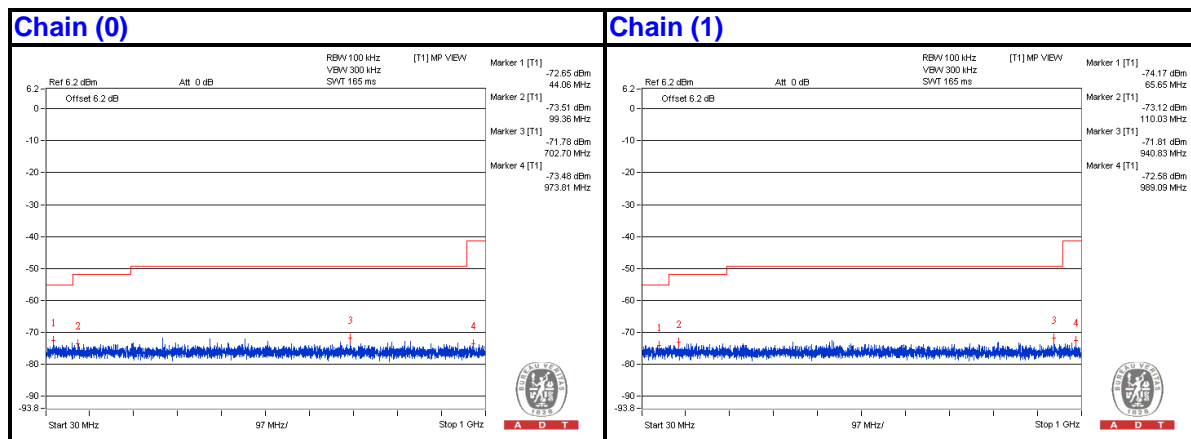 Chain (0)
RBW 100 kHz [T1] MP VIEW
VBW 300 kHz
Ref 6.2 dBm Att 0 dB SWT 165 ms
Marker 1 [T1]
-72.65 dBm
44.06 MHz
Marker 2 [T1]
-73.51 dBm
99.36 MHz
Marker 3 [T1]
-71.78 dBm
702.70 MHz
Marker 4 [T1]
-73.48 dBm
973.81 MHz
6.2
Offset 6.2 dB
0
-10
-20
-30
-40
-50
-60
-70
-80
-90
-93.8
1
2
3
4
Start 30 MHz 97 MHz/ Stop 1 GHz
BUREAU VERITAS
1828
A D T
Chain (1)
RBW 100 kHz [T1] MP VIEW
VBW 300 kHz
Ref 6.2 dBm Att 0 dB SWT 165 ms
Marker 1 [T1]
-74.17 dBm
65.65 MHz
Marker 2 [T1]
-73.12 dBm
110.03 MHz
Marker 3 [T1]
-71.81 dBm
940.83 MHz
Marker 4 [T1]
-72.58 dBm
989.09 MHz
6.2
Offset 6.2 dB
0
-10
-20
-30
-40
-50
-60
-70
-80
-90
-93.8
1
2
3
4
Start 30 MHz 97 MHz/ Stop 1 GHz
BUREAU VERITAS
1828
A D T